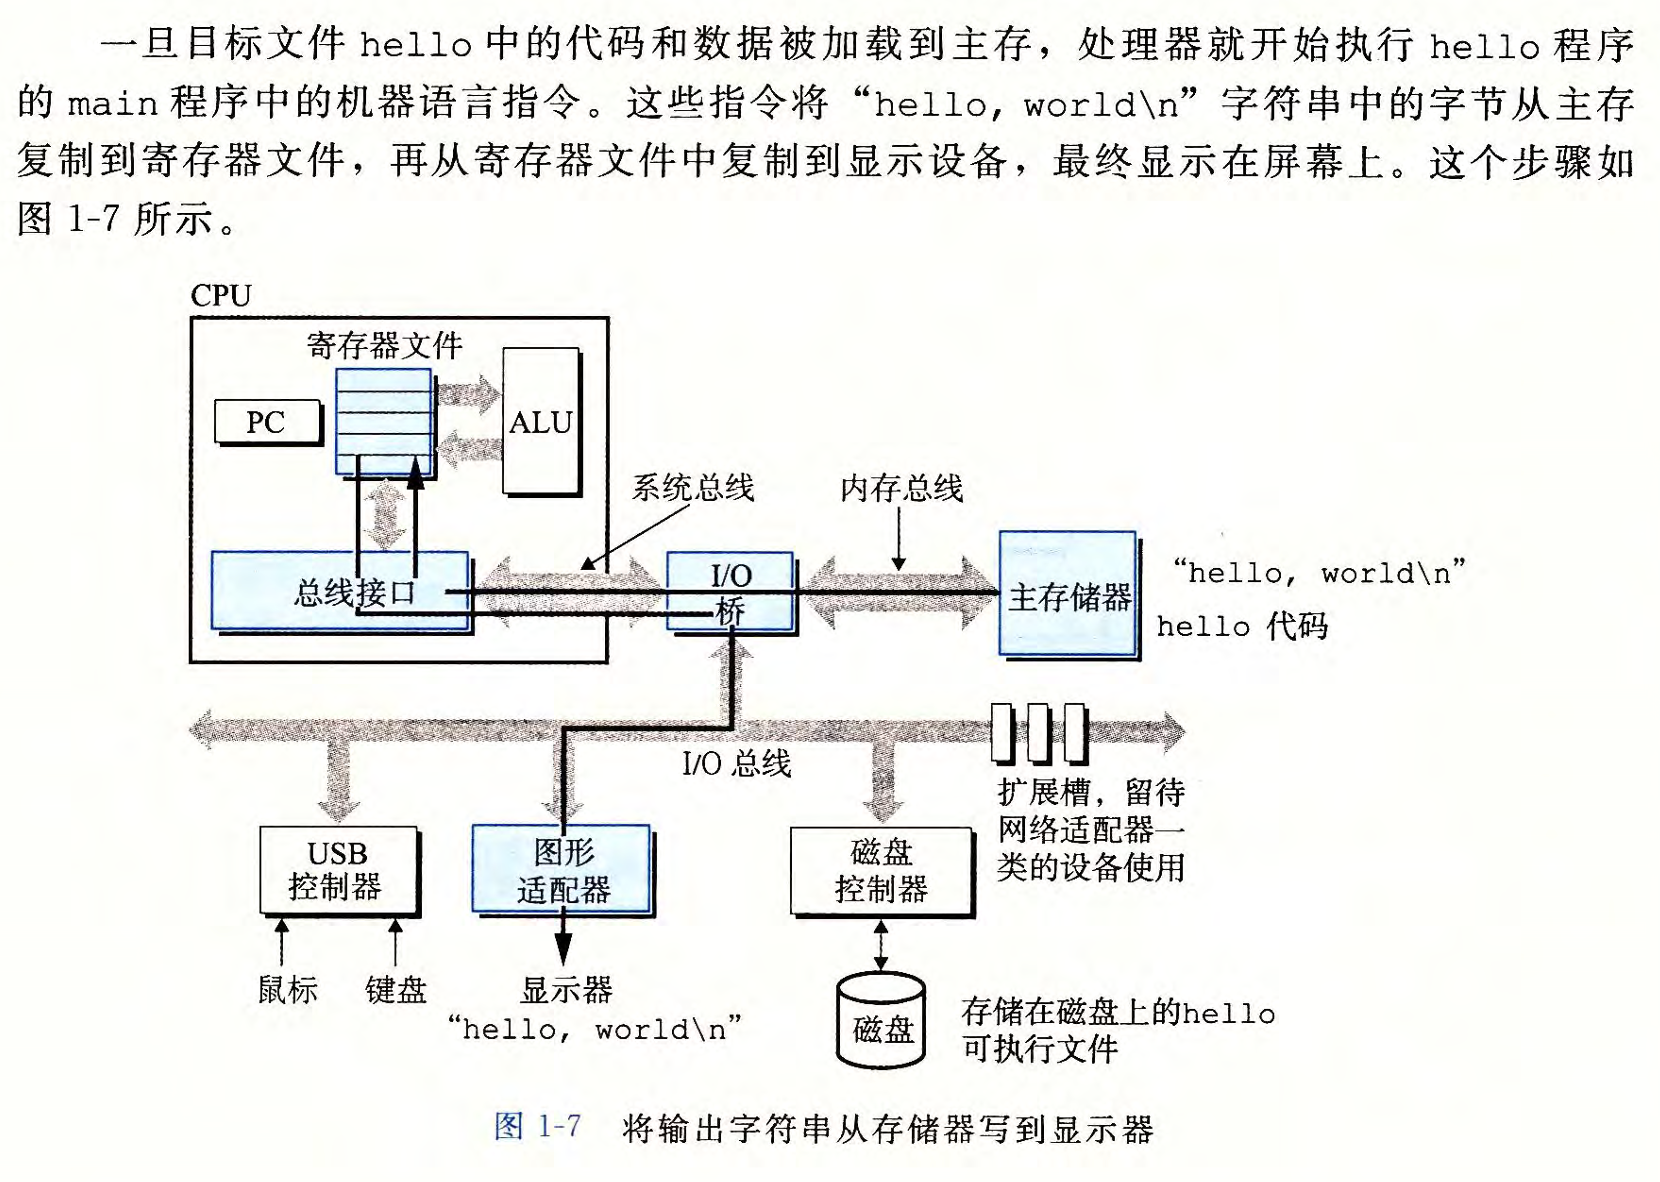 一旦目标文件 hello 中的代码和数据被加载到主存，处理器就开始执行 hello 程序
的 main 程序中的机器语言指令。这些指令将“hello, world\n”字符串中的字节从主存
复制到寄存器文件，再从寄存器文件中复制到显示设备，最终显示在屏幕上。这个步骤如
图 1-7 所示。
CPU
寄存器文件
PC
ALU
系统总线
内存总线
总线接口
I/O
桥
主存储器
“hello, world\n”
hello 代码
I/O 总线
扩展槽，留待
网络适配器一
类的设备使用
USB
控制器
图形
适配器
磁盘
控制器
鼠标
键盘
显示器
“hello, world\n”
磁盘
存储在磁盘上的hello
可执行文件
图 1-7 将输出字符串从存储器写到显示器